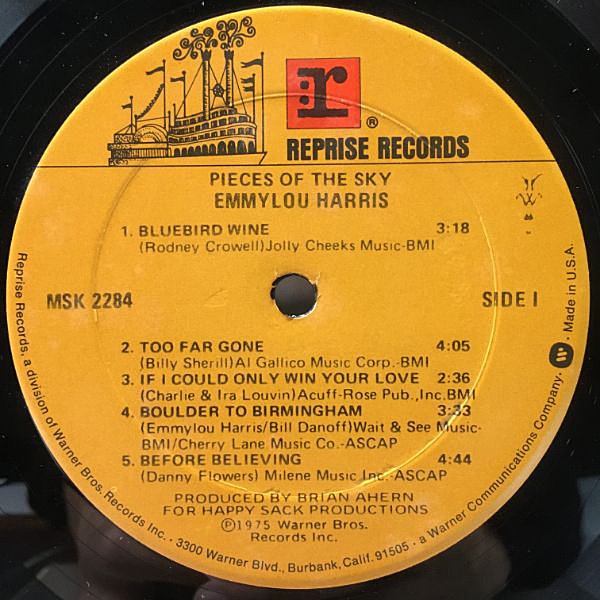 r
®
REPRISE RECORDS
PIECES OF THE SKY
EMMYLOU HARRIS
1. BLUEBIRD WINE 3:18
(Rodney Crowell)Jolly Cheeks Music-BMI
MSK 2284
SIDE I
2. TOO FAR GONE 4:05
(Billy Sherill)Al Gallico Music Corp.-BMI
3. IF I COULD ONLY WIN YOUR LOVE 2:36
(Charlie & Ira Louvin)Acuff-Rose Pub.,Inc.BMI
4. BOULDER TO BIRMINGHAM 3:33
(Emmylou Harris/Bill Danoff)Wait & See Music-
BMI/Cherry Lane Music Co.-ASCAP
5. BEFORE BELIEVING 4:44
(Danny Flowers) Milene Music Inc.-ASCAP
PRODUCED BY BRIAN AHERN
FOR HAPPY SACK PRODUCTIONS
Ⓟ1975 Warner Bros.
Records Inc.
Reprise Records, a division of Warner Bros. Records Inc. • 3300 Warner Blvd., Burbank, Calif. 91505 • a Warner Communications Company. • Made in U.S.A.